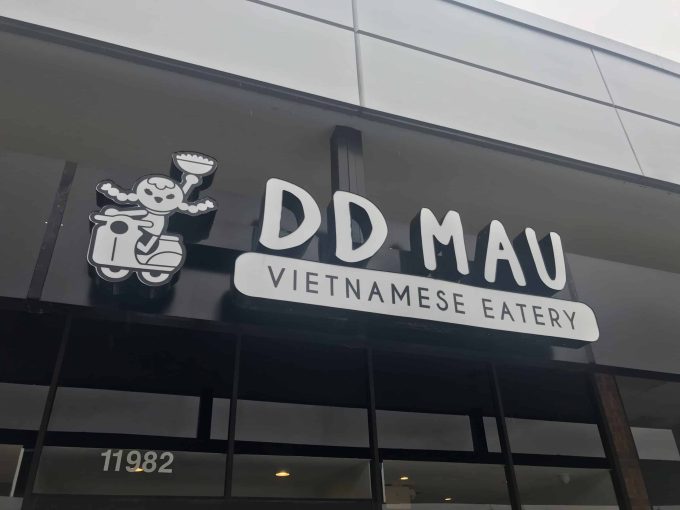 DD MAU
VIETNAMESE EATERY
11982